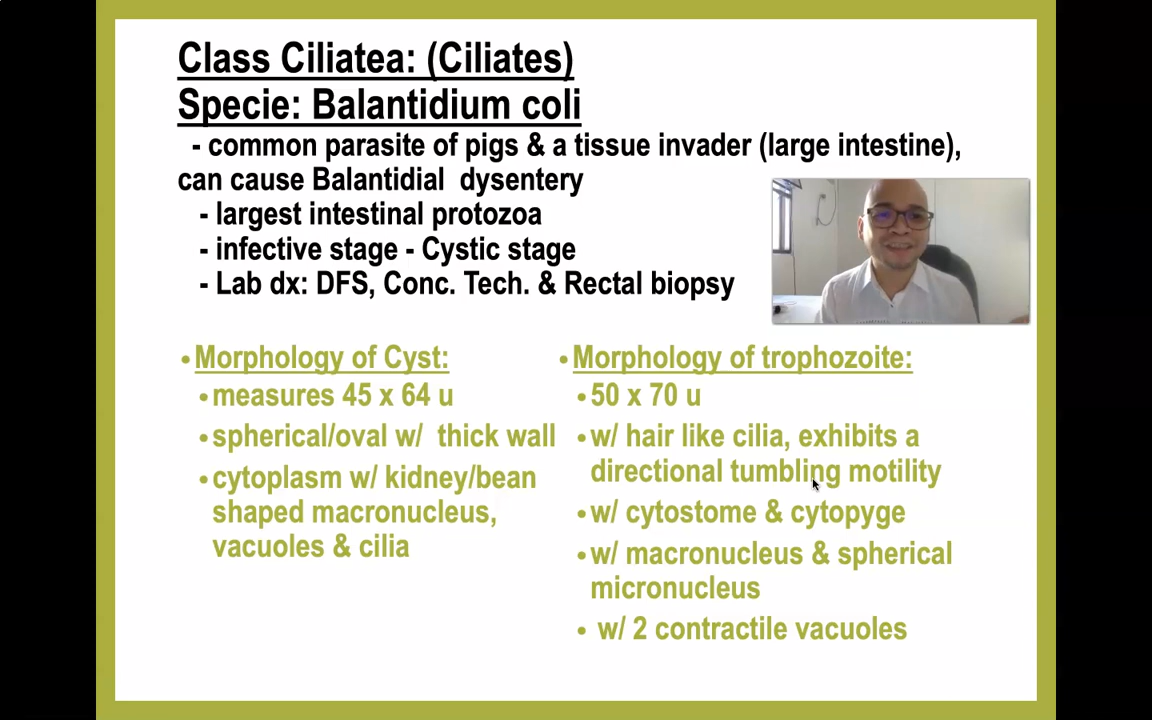 Class Ciliatea: (Ciliates)
Specie: Balantidium coli
- common parasite of pigs & a tissue invader (large intestine),
can cause Balantidial dysentery
- largest intestinal protozoa
- infective stage - Cystic stage
- Lab dx: DFS, Conc. Tech. & Rectal biopsy
• Morphology of Cyst:
• measures 45 x 64 u
• spherical/oval w/ thick wall
• cytoplasm w/ kidney/bean
shaped macronucleus,
vacuoles & cilia
• Morphology of trophozoite:
• 50 x 70 u
• w/ hair like cilia, exhibits a
directional tumbling motility
• w/ cytostome & cytopyge
• w/ macronucleus & spherical
micronucleus
• w/ 2 contractile vacuoles